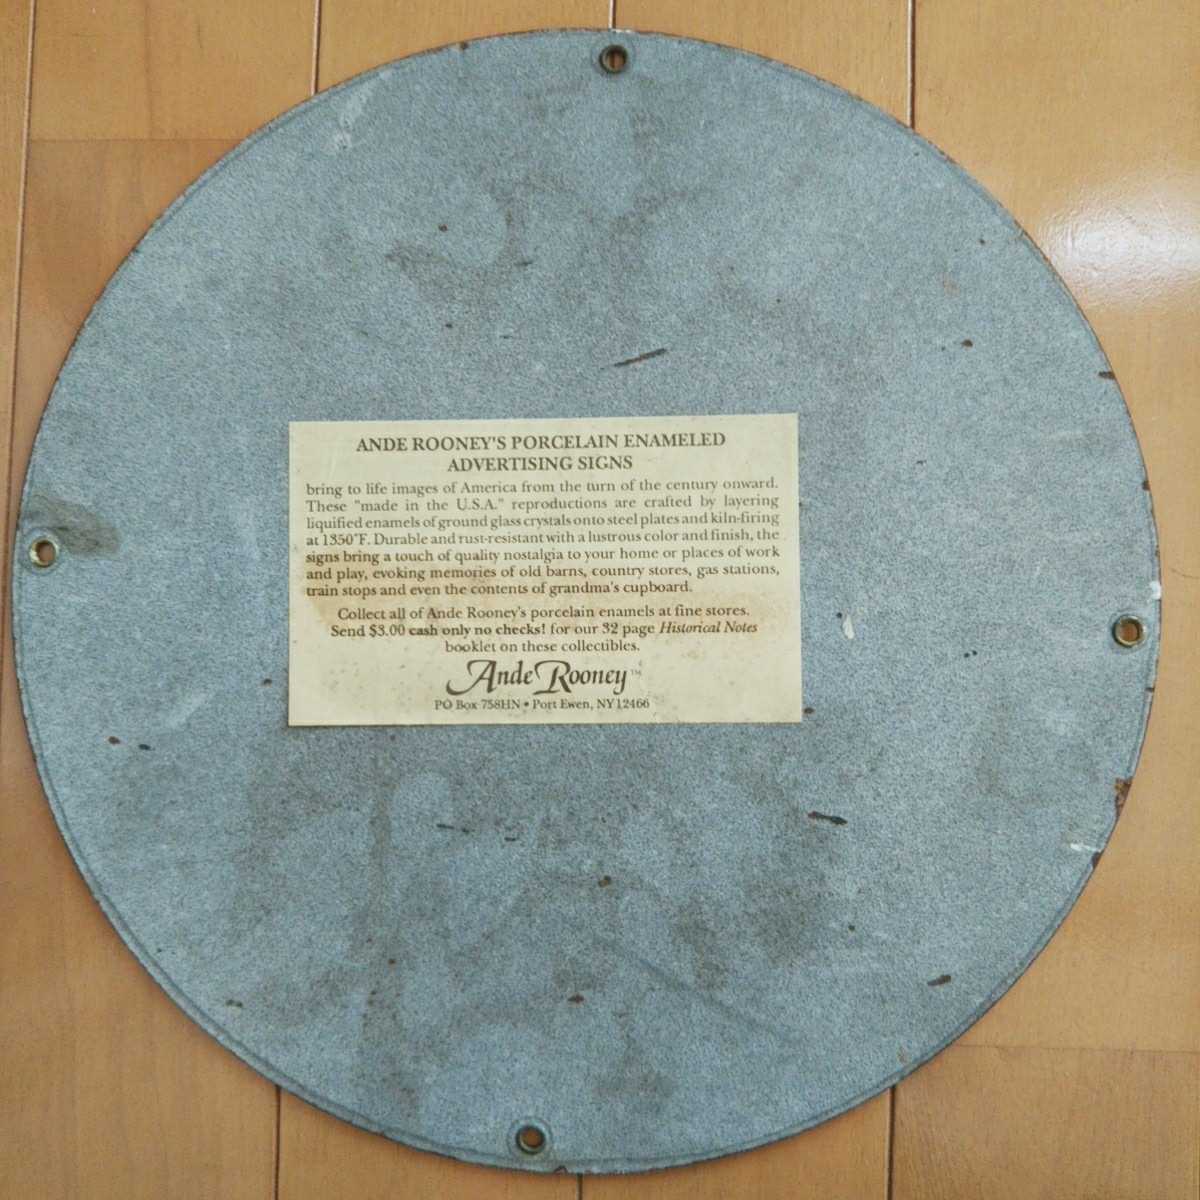 ANDE ROONEY'S PORCELAIN ENAMELED
ADVERTISING SIGNS
bring to life images of America from the turn of the century onward.
These "made in the U.S.A." reproductions are crafted by layering
liquified enamels of ground glass crystals onto steel plates and kiln-firing
at 1350°F. Durable and rust-resistant with a lustrous color and finish, the
signs bring a touch of quality nostalgia to your home or places of work
and play, evoking memories of old barns, country stores, gas stations,
train stops and even the contents of grandma's cupboard.
Collect all of Ande Rooney's porcelain enamels at fine stores.
Send $3.00 cash only no checks! for our 32 page Historical Notes
booklet on these collectibles.
Ande Rooney™
PO Box 758HN • Port Ewen, NY 12466